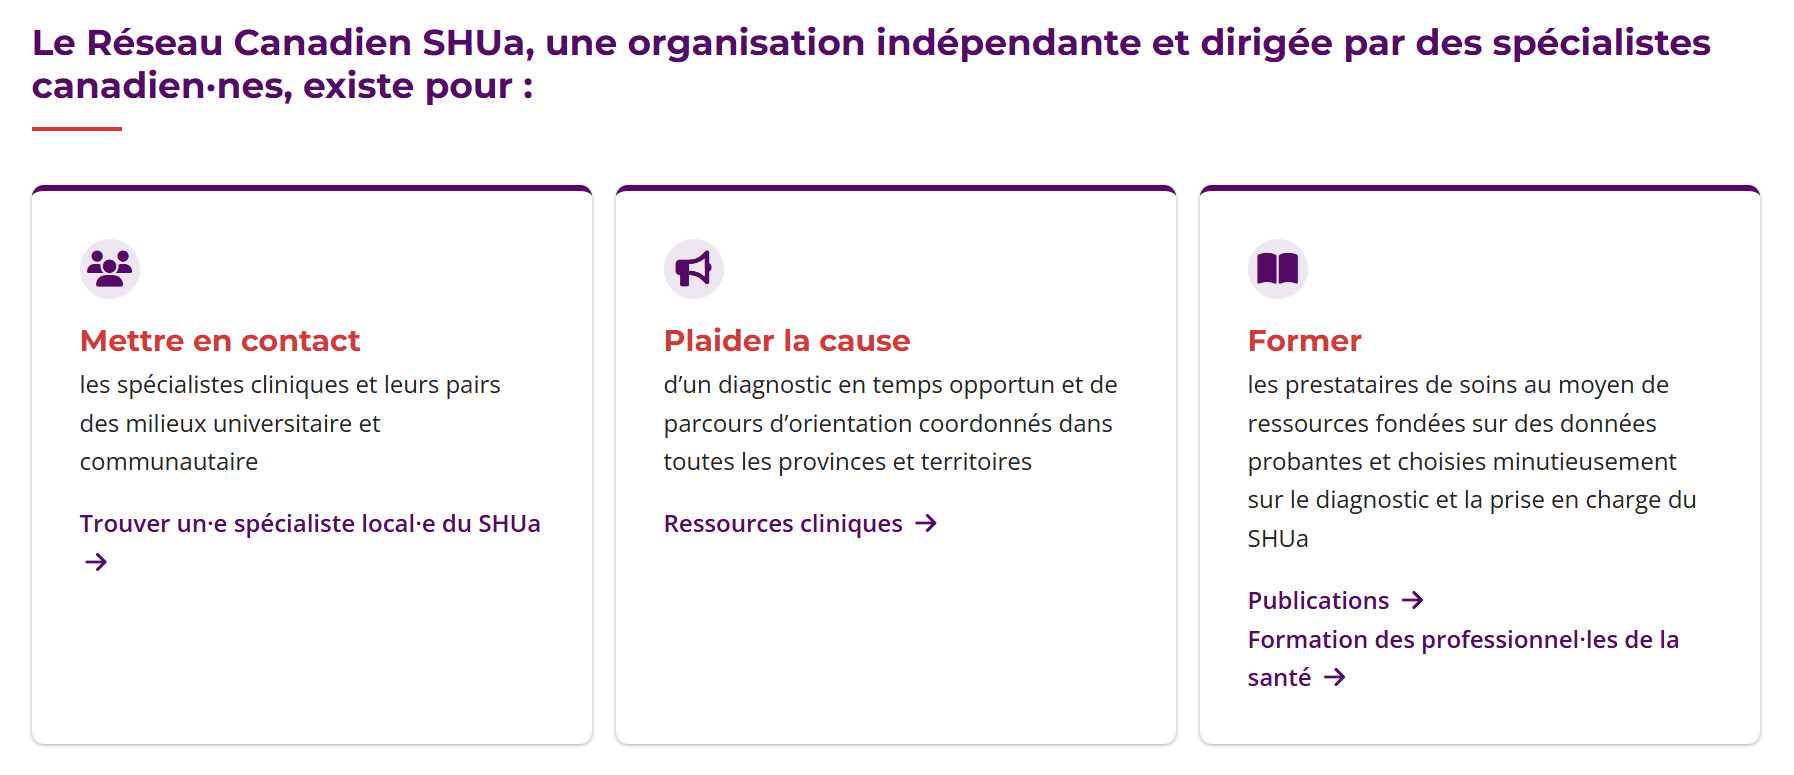 Le Réseau Canadien SHUa, une organisation indépendante et dirigée par des spécialistes
canadien·nes, existe pour :
Mettre en contact
les spécialistes cliniques et leurs pairs
des milieux universitaire et
communautaire
Trouver un·e spécialiste local·e du SHUa
→
Plaider la cause
d’un diagnostic en temps opportun et de
parcours d’orientation coordonnés dans
toutes les provinces et territoires
Ressources cliniques →
Former
les prestataires de soins au moyen de
ressources fondées sur des données
probantes et choisies minutieusement
sur le diagnostic et la prise en charge du
SHUa
Publications →
Formation des professionnel·les de la
santé →